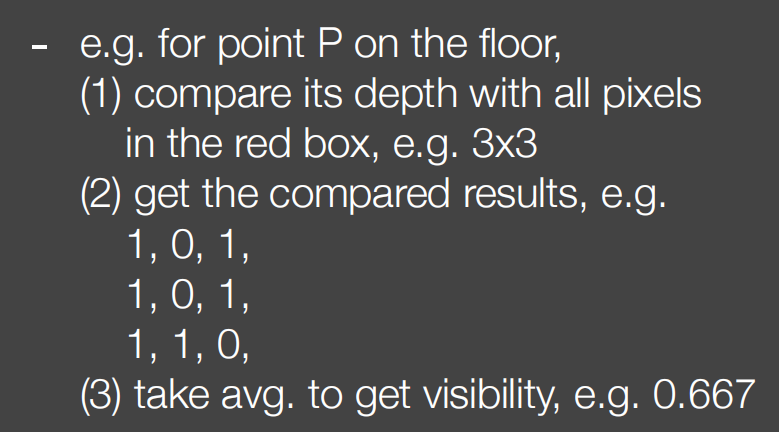 - e.g. for point P on the floor,
(1) compare its depth with all pixels
in the red box, e.g. 3x3
(2) get the compared results, e.g.
1, 0, 1,
1, 0, 1,
1, 1, 0,
(3) take avg. to get visibility, e.g. 0.667